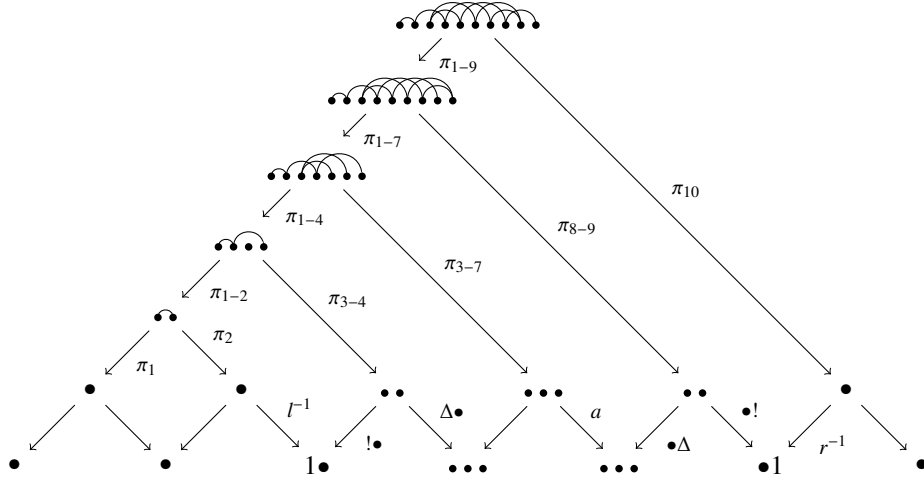 π₁₋₉
π₁₋₇
π₁₀
π₁₋₄
π₈₋₉
π₃₋₇
π₁₋₂
π₃₋₄
π₂
π₁
l⁻¹ Δ• a •!
!• •Δ r⁻¹
1• •1